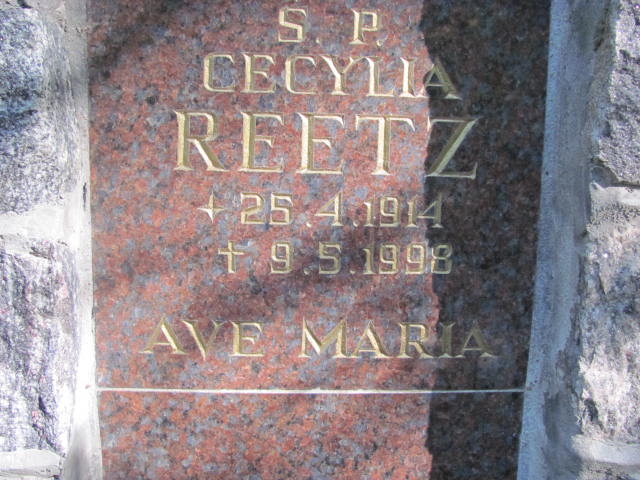 S. P.
CECYLIA
REETZ
+ 25.4.1914
† 9.5.1998
AVE MARIA